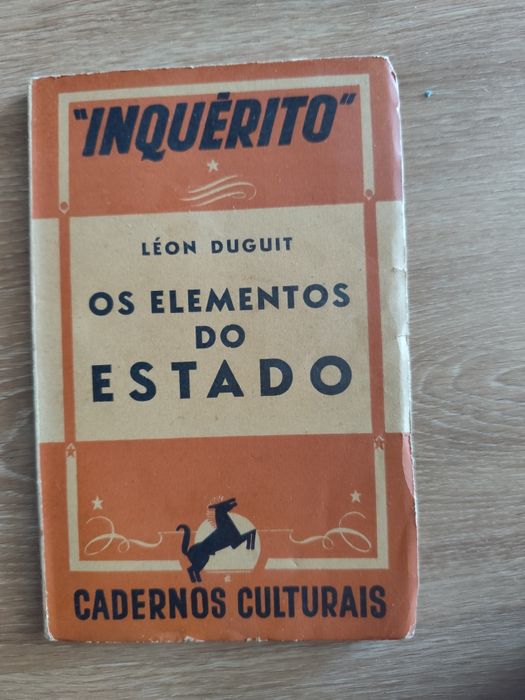 "INQUÉRITO"
LÉON DUGUIT
OS ELEMENTOS
DO
ESTADO
CADERNOS CULTURAIS